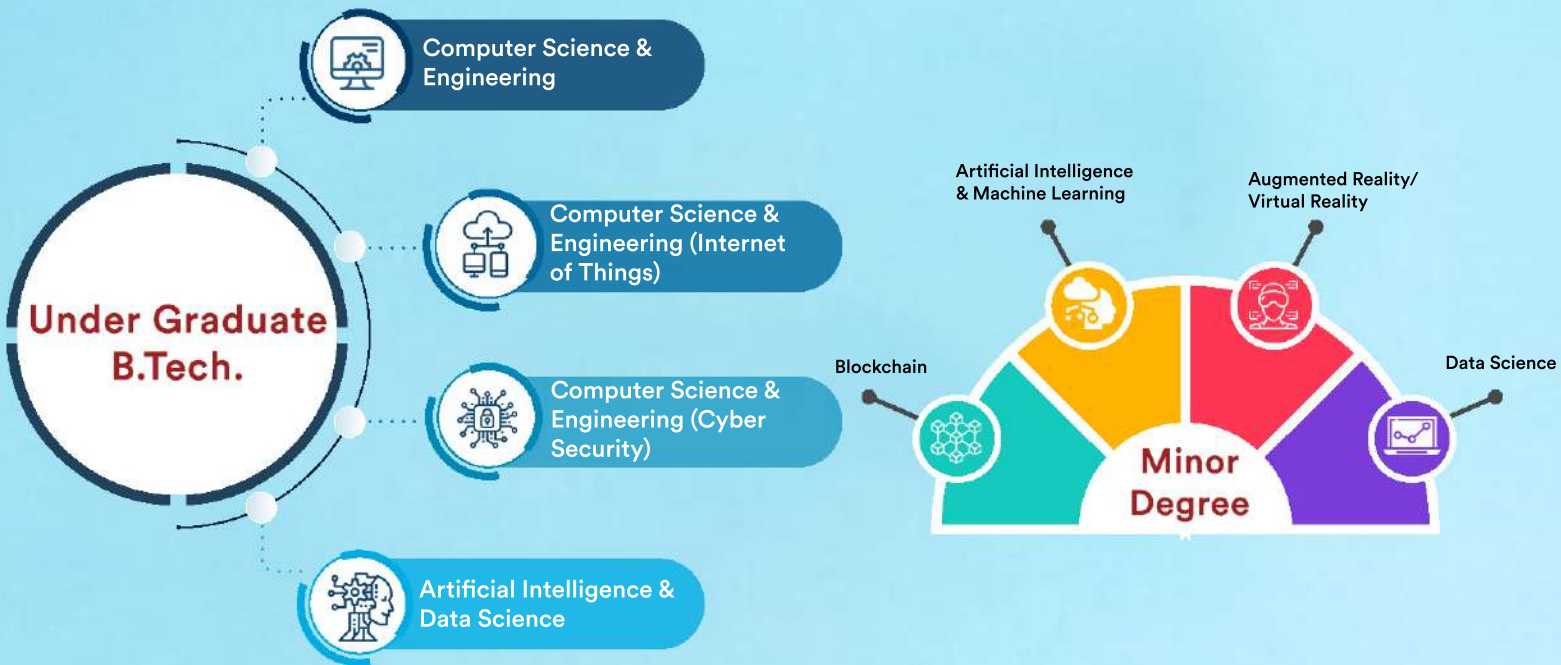 Computer Science &
Engineering
Computer Science &
Engineering (Internet
of Things)
Under Graduate
B.Tech.
Computer Science &
Engineering (Cyber
Security)
Artificial Intelligence &
Data Science
Artificial Intelligence
& Machine Learning
Augmented Reality/
Virtual Reality
Blockchain
Data Science
Minor
Degree